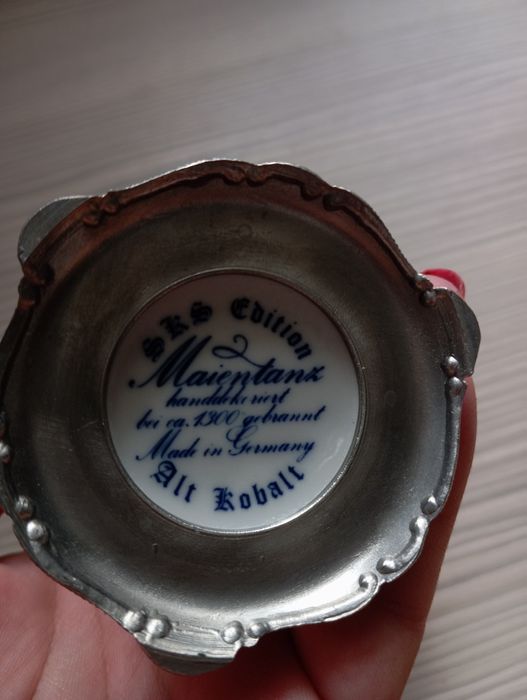 SKS Edition
Maientanz
handdekoriert
bei ca. 1300 gebrannt
Made in Germany
Alt Kobalt